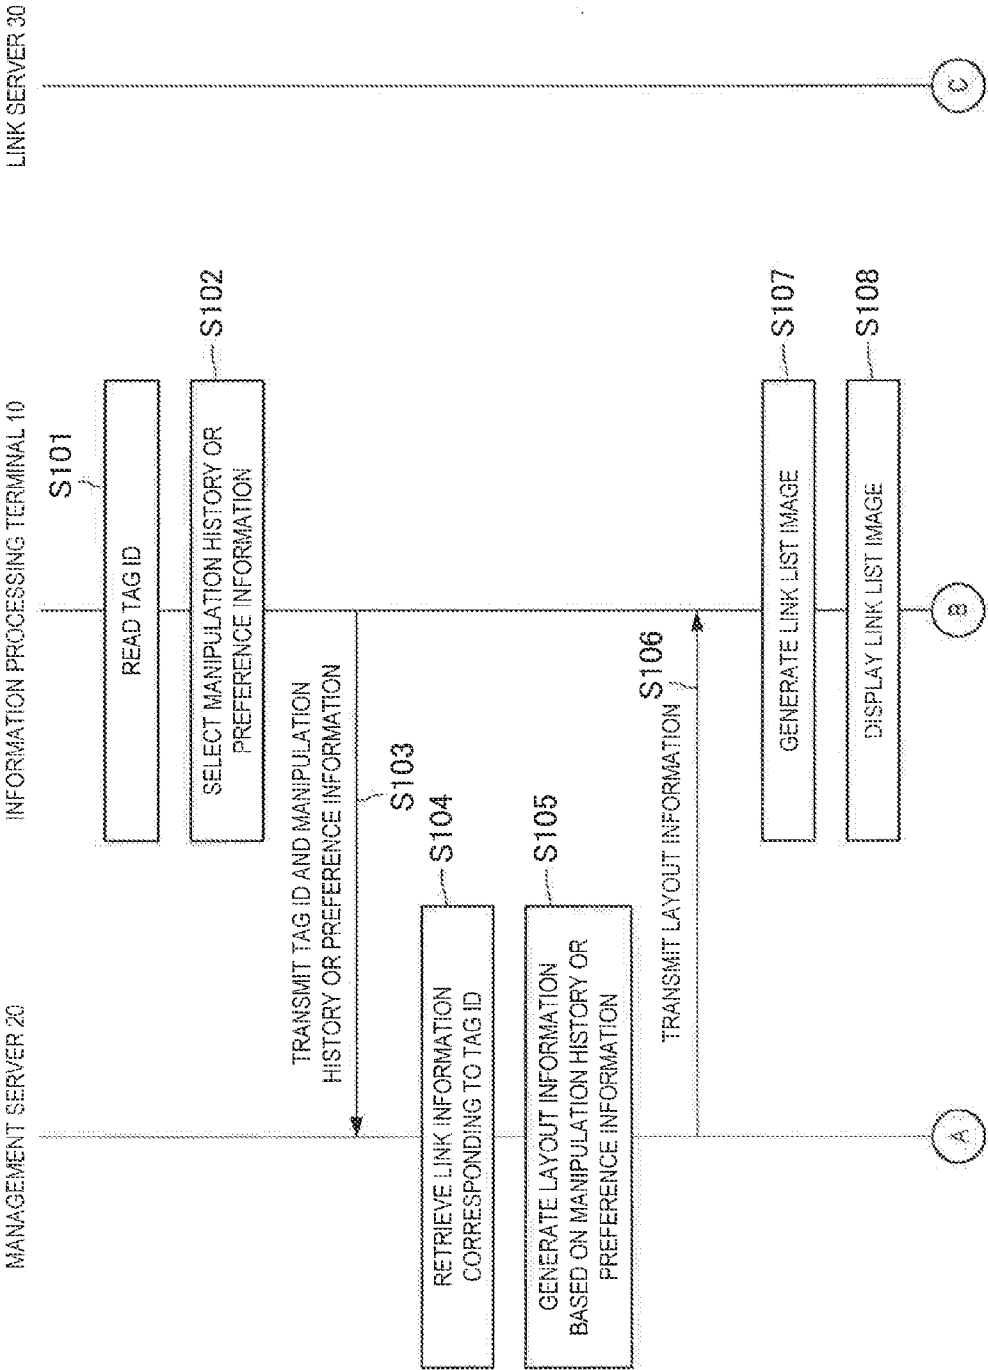 MANAGEMENT SERVER 20
INFORMATION PROCESSING TERMINAL 10
LINK SERVER 30
S101
READ TAG ID
S102
SELECT MANIPULATION HISTORY OR
PREFERENCE INFORMATION
TRANSMIT TAG ID AND MANIPULATION
HISTORY OR PREFERENCE INFORMATION
S103
S104
RETRIEVE LINK INFORMATION
CORRESPONDING TO TAG ID
S105
GENERATE LAYOUT INFORMATION
BASED ON MANIPULATION HISTORY OR
PREFERENCE INFORMATION
S106
TRANSMIT LAYOUT INFORMATION
S107
GENERATE LINK LIST IMAGE
S108
DISPLAY LINK LIST IMAGE
A
B
C